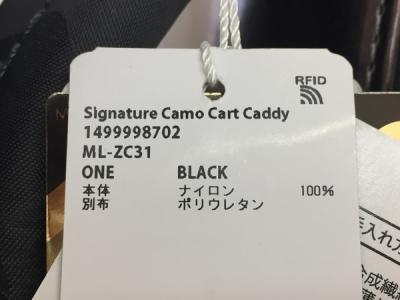 RFID
Signature Camo Cart Caddy
1499998702
ML-ZC31
ONE BLACK
本体 ナイロン 100%
別布 ポリウレタン